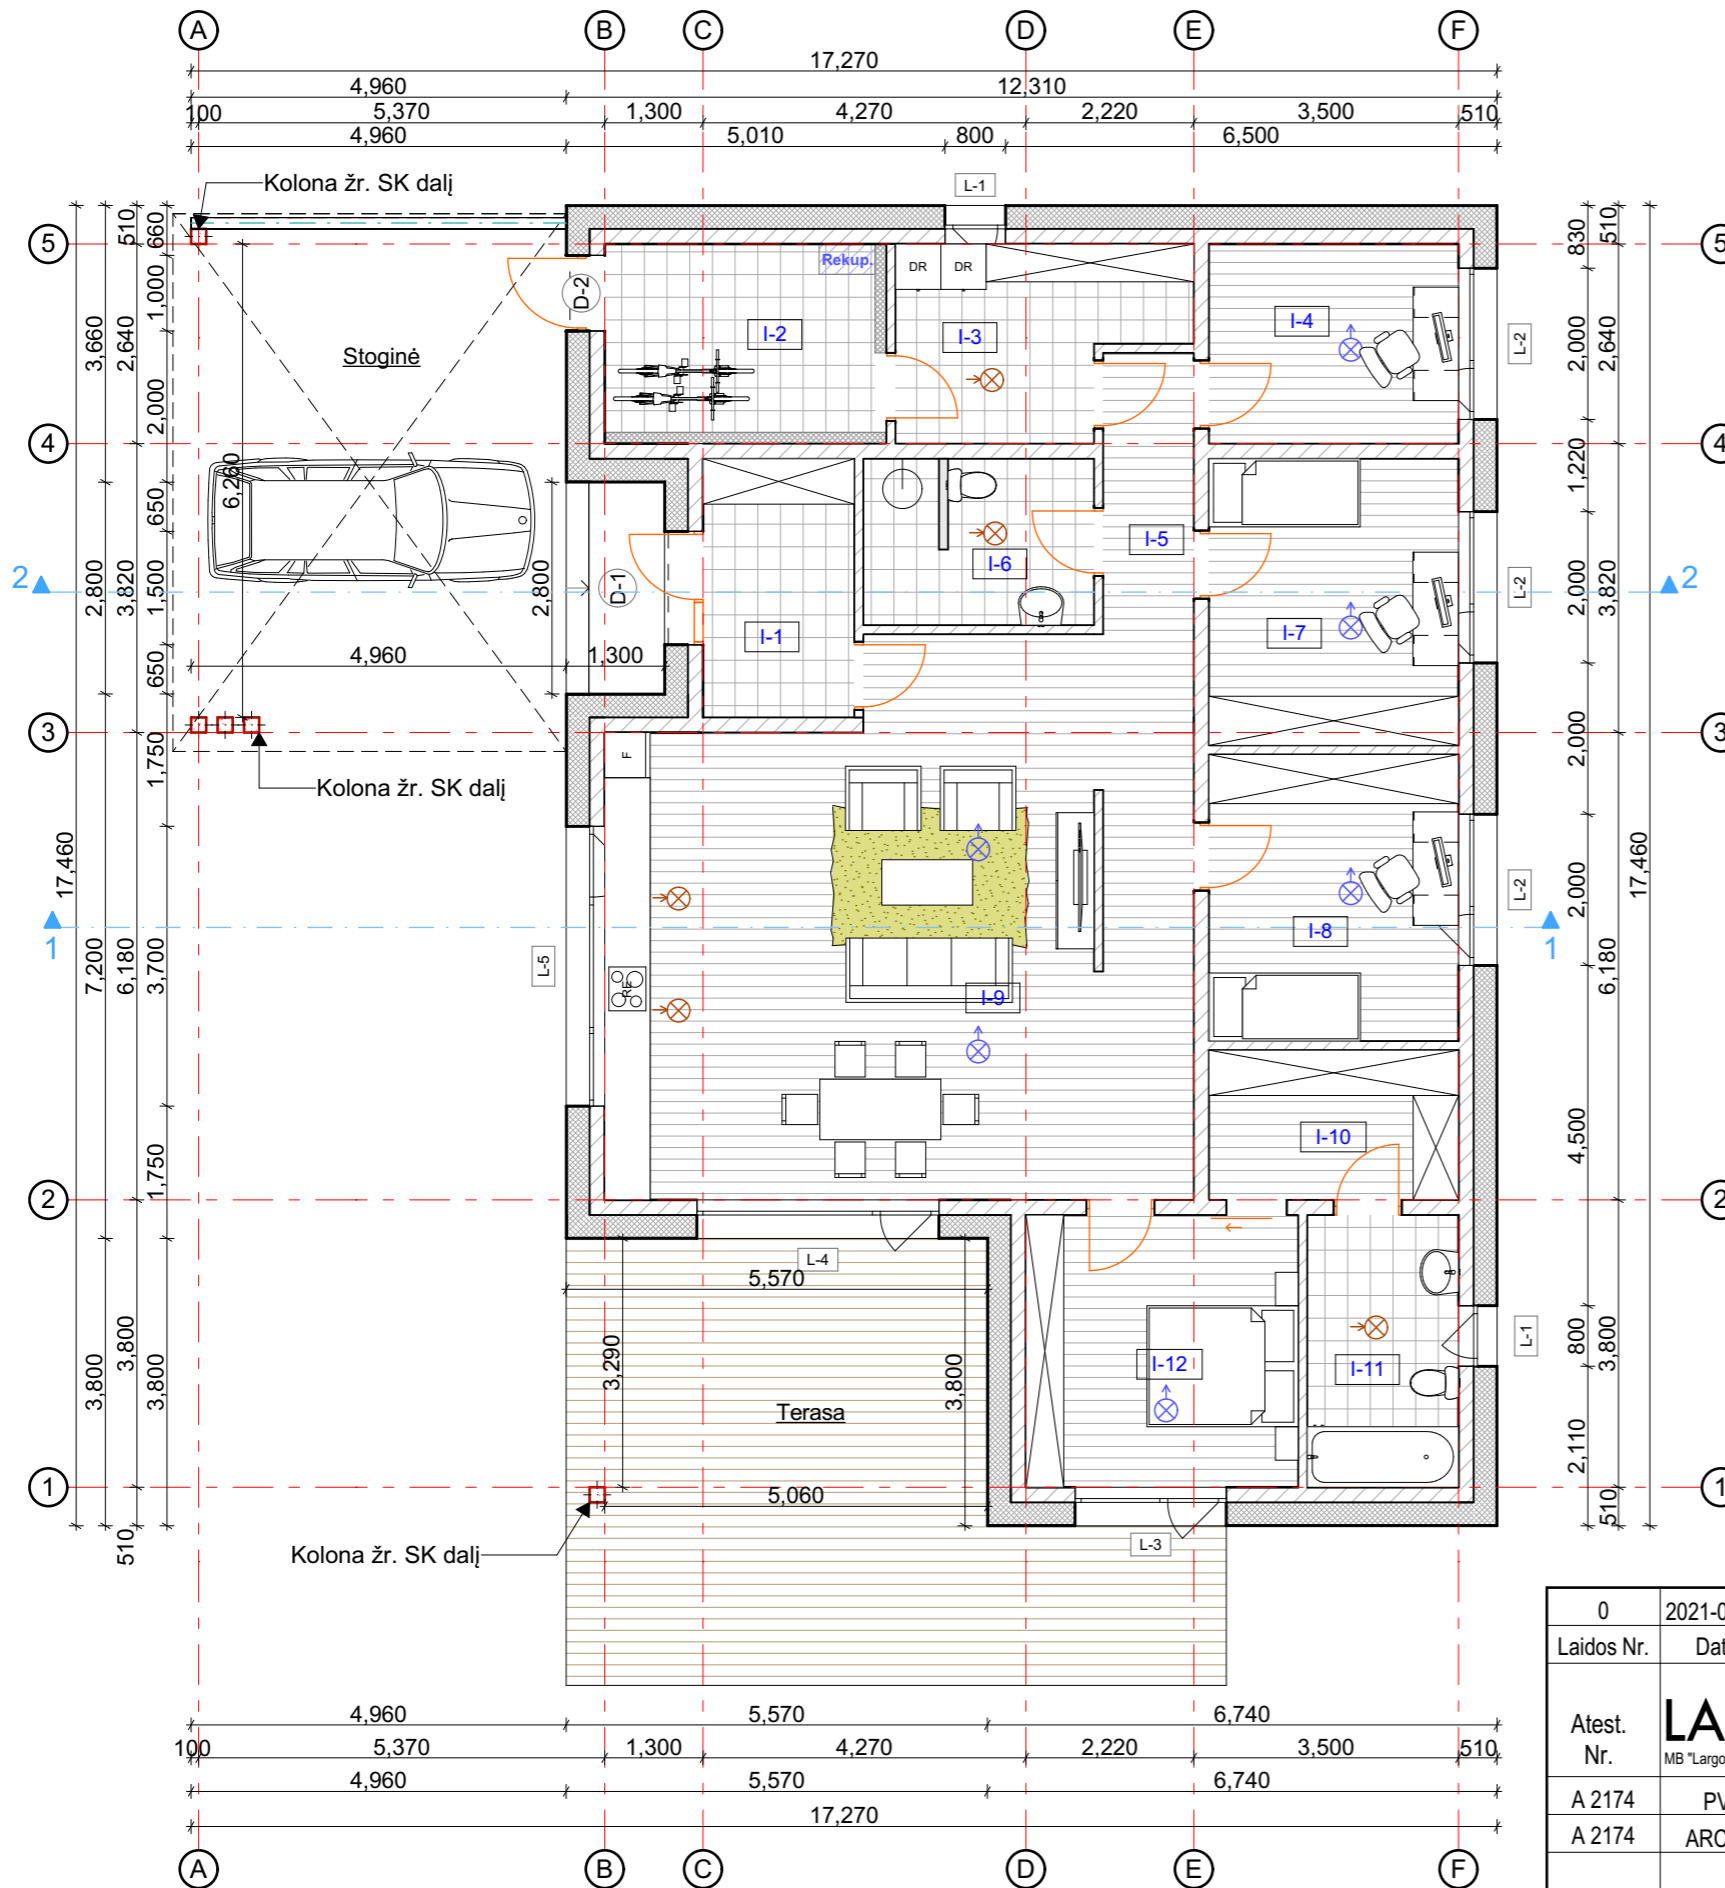 A B C D E F
17,270
4,960 12,310
100 5,370 1,300 4,270 2,220 3,500 510
4,960 5,010 800 6,500
Kolona žr. SK dalį
L-1
5 5
510 660 830 510
Rekup. DR DR
D-2
1,000
I-2 I-3 I-4
3,660 2,640 2,000 2,640
Stoginė
L-2
2,000
4 4
1,220
6,260
650
I-5
I-6
2 2
2,800 3,820 1,500 2,800 D-1 L-2 2,000 3,820
I-1 I-7
4,960 1,300
650
3 3
1,750 F 2,000
Kolona žr. SK dalį
17,460 17,460
2,000 L-2
1 1
I-8
7,200 6,180 3,700 L-5 6,180
RE I-9
I-10
4,500
1,750
2 2
L-4
5,570
3,290 3,800
3,800 3,800 3,800
I-12 I-11
800 3,800 L-1
Terasa
2,110
1 1
5,060
510 510
Kolona žr. SK dalį
L-3
0 2021-0
Laidos Nr. Dat
Atest.
Nr.
LA
MB "Largo
A 2174 PV
A 2174 ARC
4,960 5,570 6,740
100 5,370 1,300 4,270 2,220 3,500 510
4,960 5,570 6,740
17,270
A B C D E F